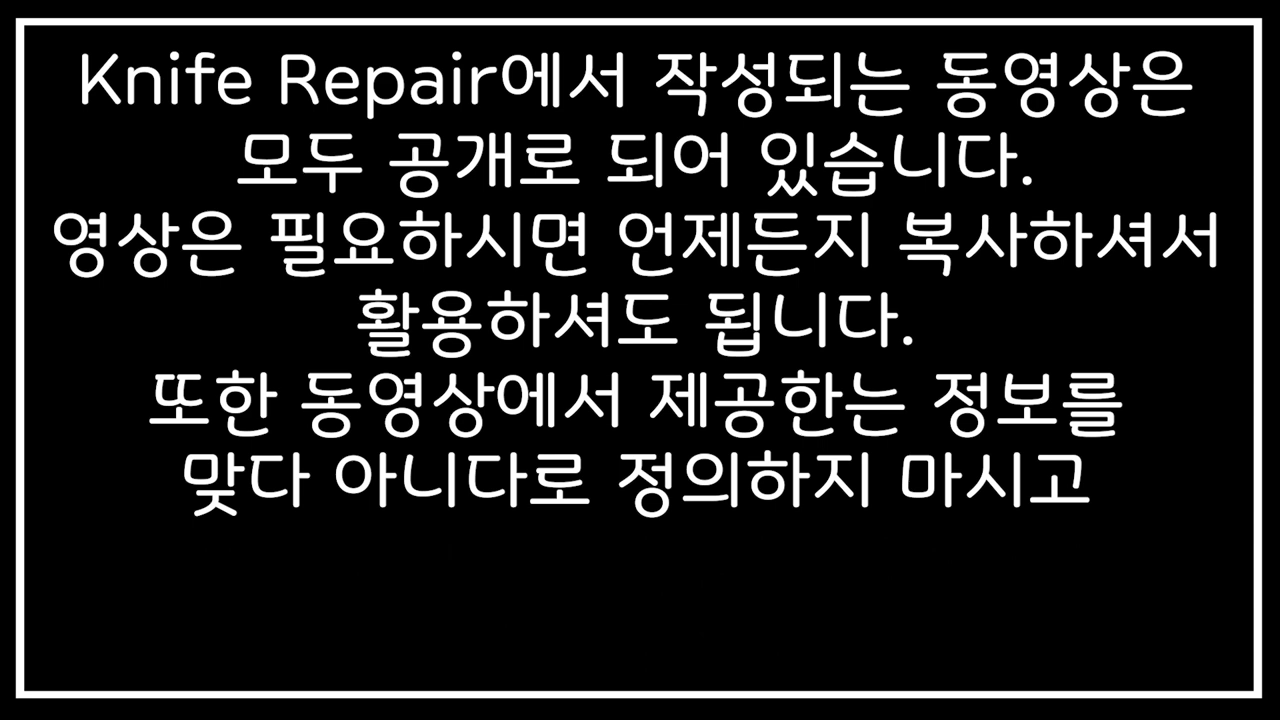 Knife Repair에서 작성되는 동영상은
모두 공개로 되어 있습니다.
영상은 필요하시면 언제든지 복사하셔서
활용하셔도 됩니다.
또한 동영상에서 제공한는 정보를
맞다 아니다로 정의하지 마시고